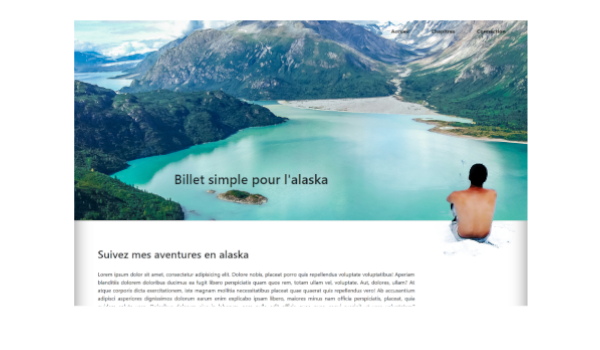 Accueil
Billet simple pour l'alaska
Suivez mes aventures en alaska
Lorem ipsum dolor sit amet, consectetur adipisicing elit. Dolore nobis, placeat porro quis repellendus voluptate voluptatibus! Aperiam
blanditiis dolorem doloribus ducimus ea fugit libero perspiciatis quam quos rem, totam ullam vel, voluptate. Aut, dolores, ullam? At
atque corporis dicta exercitationem, iste magnam mollitia necessitatibus placeat quae quaerat quis repellendus vero! Ab accusantium
adipisci asperiores dignissimos dolorum earum enim explicabo ipsam libero, maiores minus nam officia perspiciatis, placeat, quia